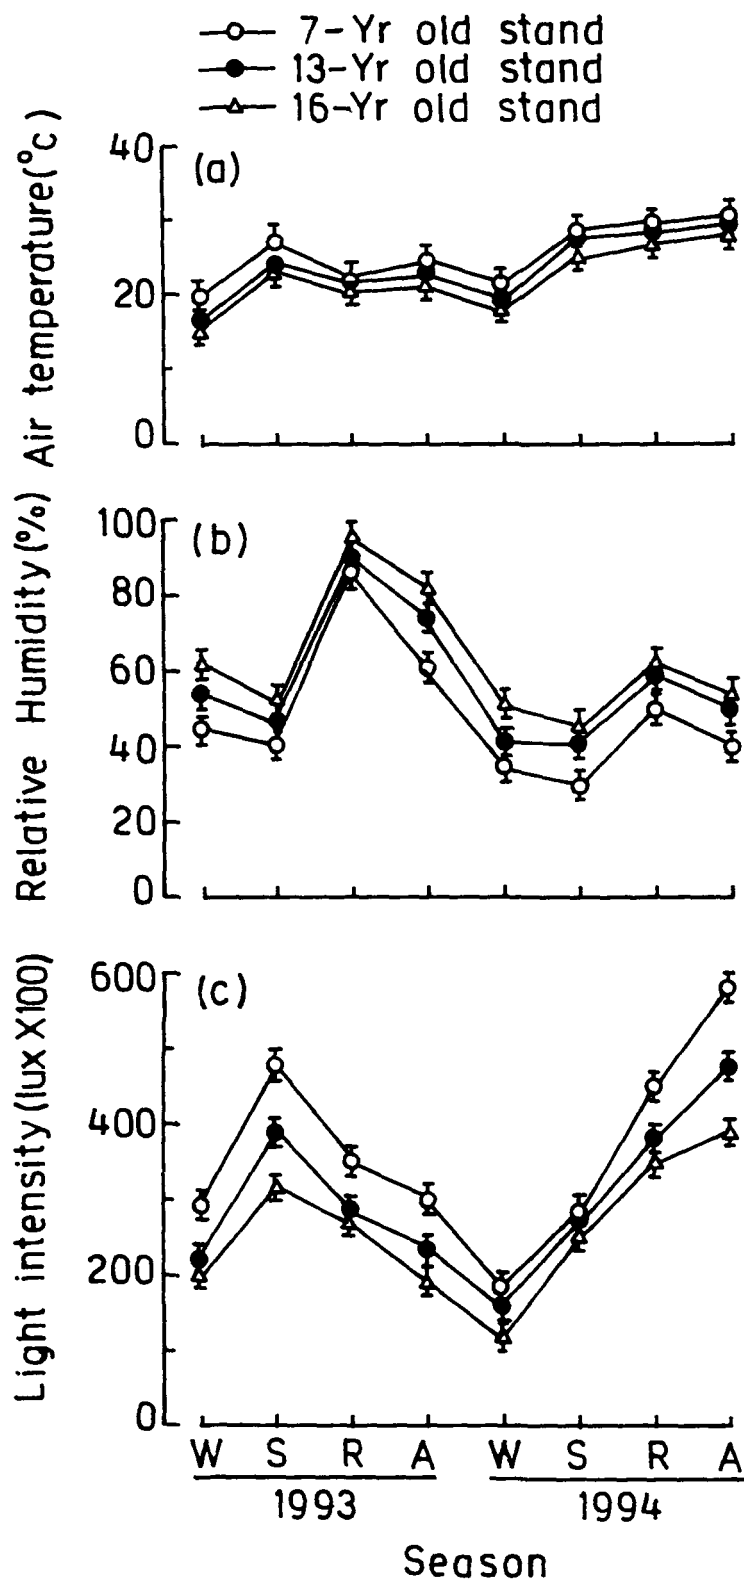 7-Yr old stand
13-Yr old stand
16-Yr old stand
Air temperature(°c)
40
20
0
(a)
Relative Humidity(%)
100
80
60
40
20
0
(b)
Light intensity(lux X100)
600
400
200
0
(c)
W S R A W S R A
1993 1994
Season